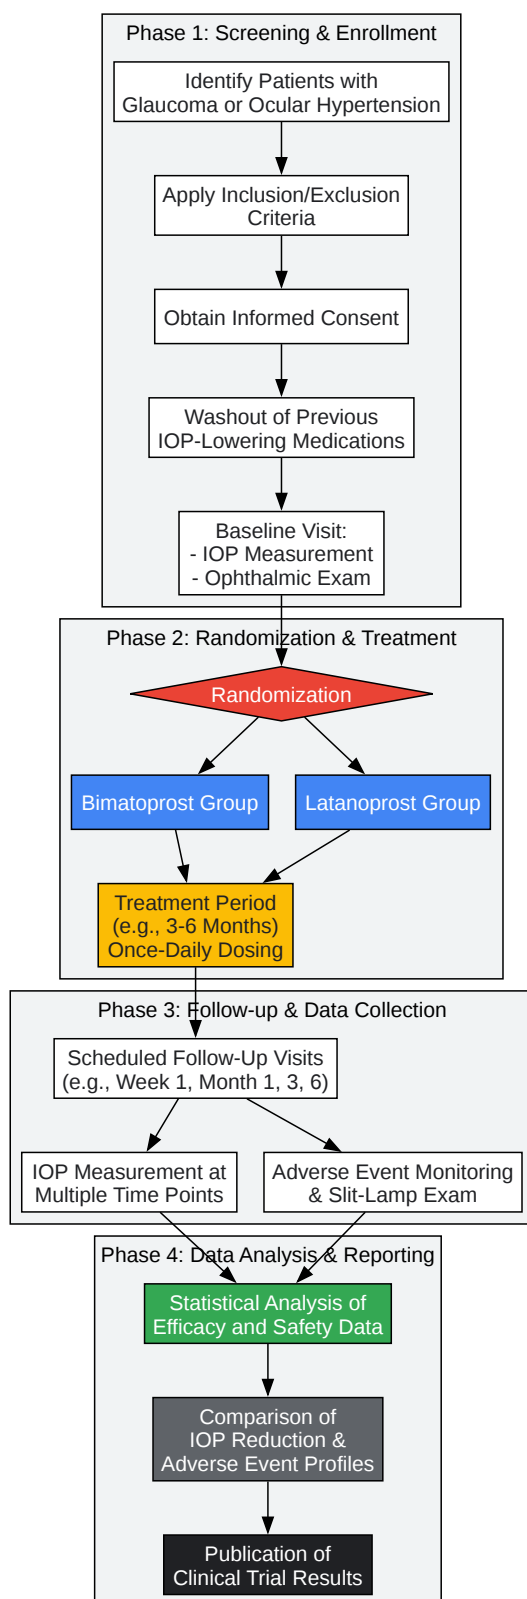 Phase 1: Screening & Enrollment
Identify Patients with
Glaucoma or Ocular Hypertension
Apply Inclusion/Exclusion
Criteria
Obtain Informed Consent
Washout of Previous
IOP-Lowering Medications
Baseline Visit:
- IOP Measurement
- Ophthalmic Exam
Phase 2: Randomization & Treatment
Randomization
Bimatoprost Group
Latanoprost Group
Treatment Period
(e.g., 3-6 Months)
Once-Daily Dosing
Phase 3: Follow-up & Data Collection
Scheduled Follow-Up Visits
(e.g., Week 1, Month 1, 3, 6)
IOP Measurement at
Multiple Time Points
Adverse Event Monitoring
& Slit-Lamp Exam
Phase 4: Data Analysis & Reporting
Statistical Analysis of
Efficacy and Safety Data
Comparison of
IOP Reduction &
Adverse Event Profiles
Publication of
Clinical Trial Results